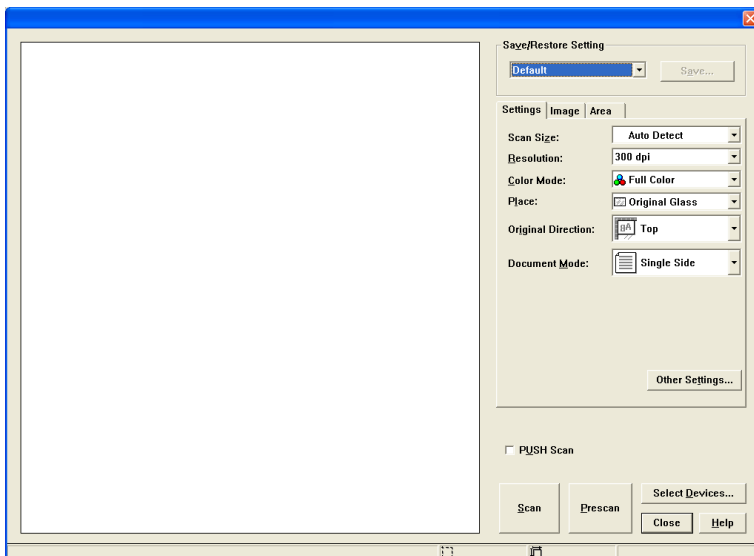 Save/Restore Setting
Default
Save...
Settings Image Area
Scan Size: Auto Detect
Resolution: 300 dpi
Color Mode: Full Color
Place: Original Glass
Original Direction: Top
Document Mode: Single Side
Other Settings...
PUSH Scan
Select Devices...
Scan Prescan
Close Help